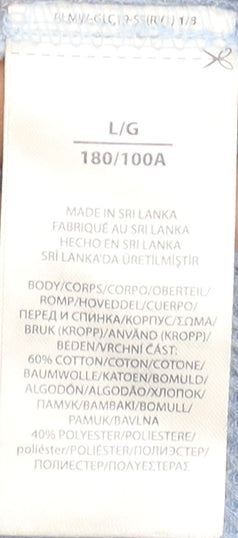 L/G
180/100A
MADE IN SRI LANKA
FABRIQUÉ AU SRI LANKA
HECHO EN SRI LANKA
SRİ LANKA'DA ÜRETİLMİŞTİR
BODY/CORPS/CORPO/OBERTEIL/
ROMP/HOVEDDEL/CUERPO/
ПЕРЕД И СПИНКА/KORPUS/ΣΩΜΑ/
BRUK (KROPP)/ANVÄND (KROPP)/
BEDEN/VRCHNÍ ČÁST:
60% COTTON/COTON/COTONE/
BAUMWOLLE/KATOEN/BOMULD/
ALGODÓN/ALGODÃO/ХЛОПОК/
ПАМУК/ΒΑΜΒΑΚΙ/BOMULL/
PAMUK/BAVLNA
40% POLYESTER/POLIESTERE/
poliéster/POLIÉSTER/ПОЛИЭСТЕР/
ПОЛИЕСТЕР/ΠΟΛΥΕΣΤΕΡΑΣ